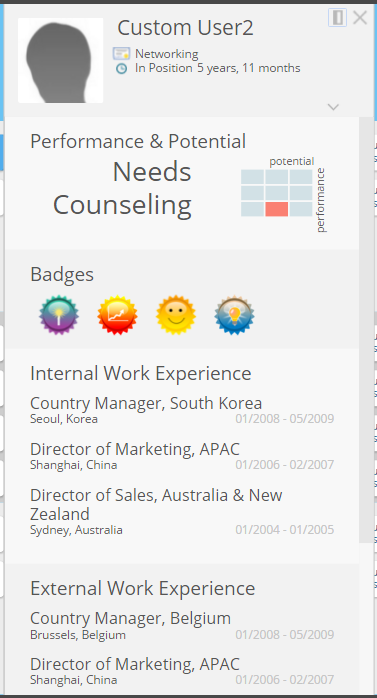 Custom User2
Networking
In Position 5 years, 11 months
Performance & Potential
Needs
Counseling
potential
performance
Badges
Internal Work Experience
Country Manager, South Korea
Seoul, Korea 01/2008 - 05/2009
Director of Marketing, APAC
Shanghai, China 01/2006 - 02/2007
Director of Sales, Australia & New
Zealand
Sydney, Australia 01/2004 - 01/2005
External Work Experience
Country Manager, Belgium
Brussels, Belgium 01/2008 - 05/2009
Director of Marketing, APAC
Shanghai, China 01/2006 - 02/2007